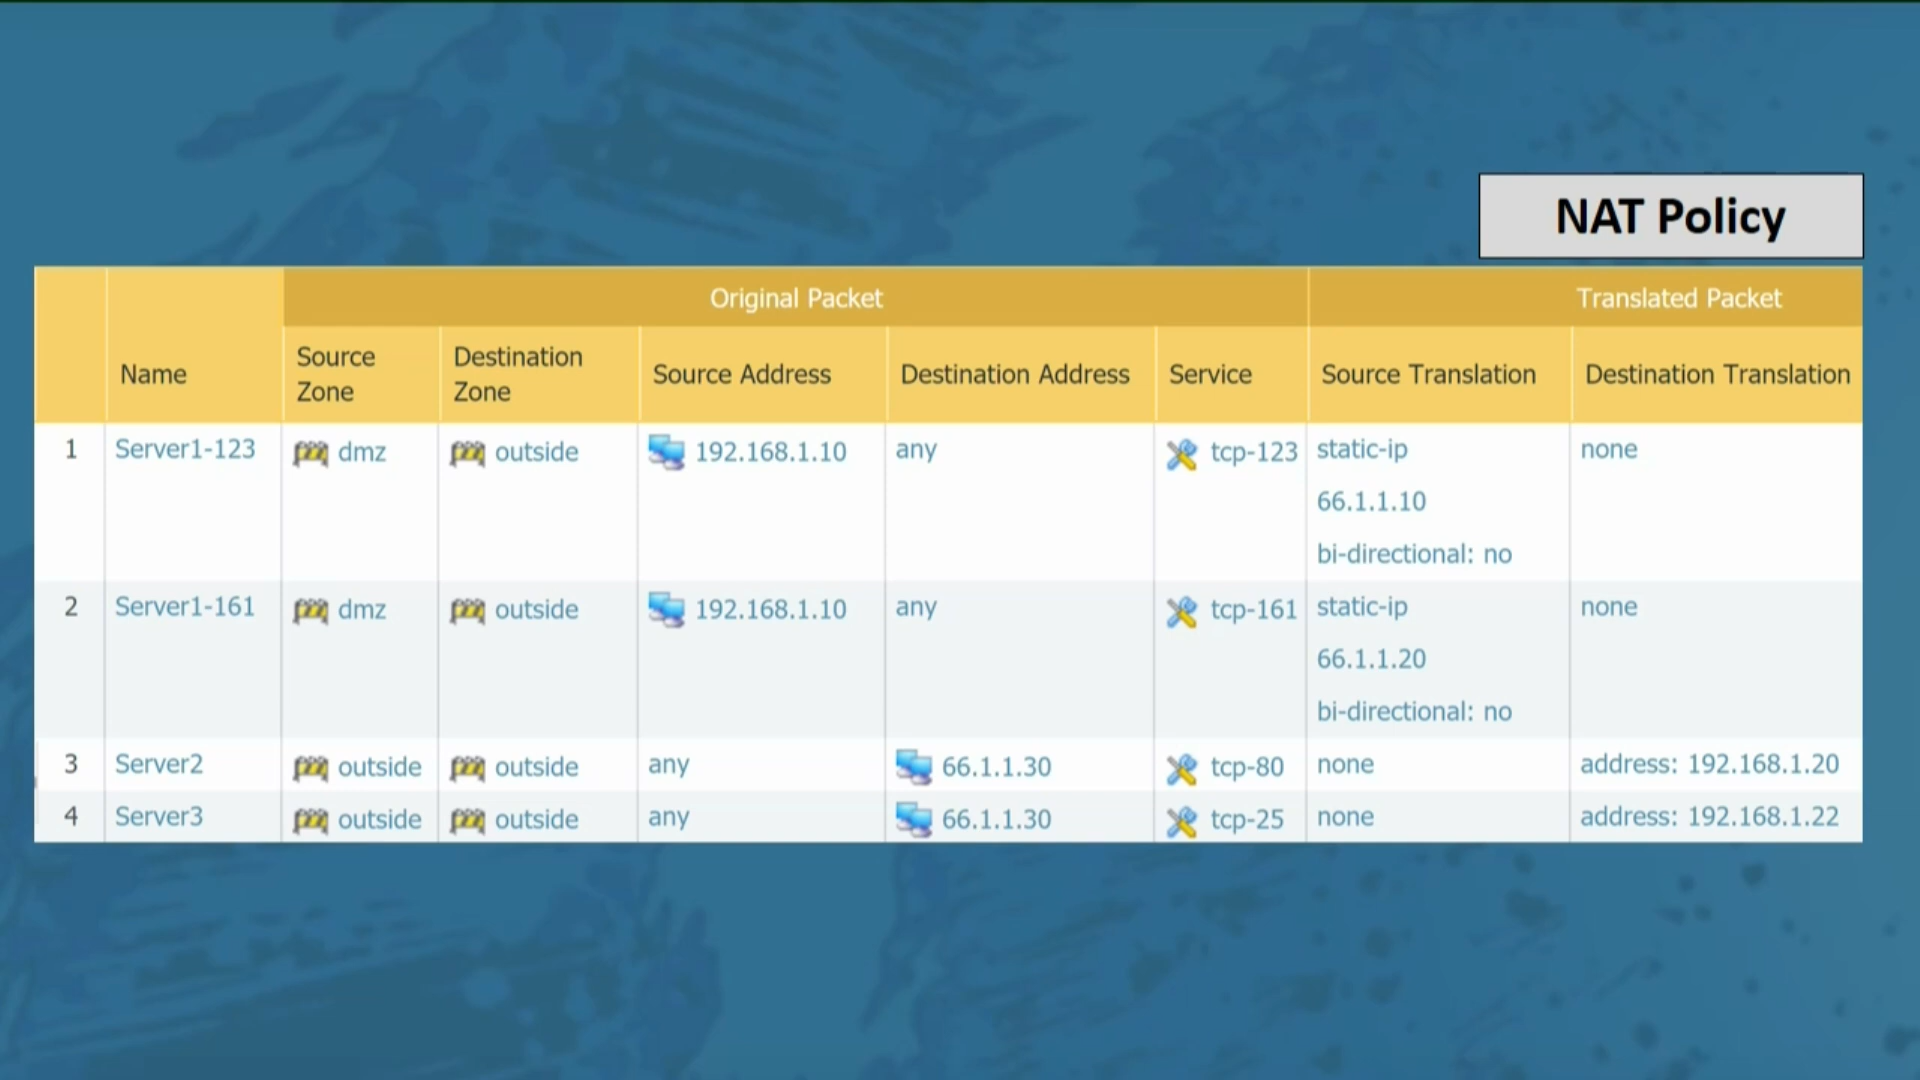 NAT Policy
Original Packet Translated Packet
Name Source Zone Destination Zone Source Address Destination Address Service Source Translation Destination Translation
1 Server1-123 dmz outside 192.168.1.10 any tcp-123 static-ip none
66.1.1.10
bi-directional: no
2 Server1-161 dmz outside 192.168.1.10 any tcp-161 static-ip none
66.1.1.20
bi-directional: no
3 Server2 outside outside any 66.1.1.30 tcp-80 none address: 192.168.1.20
4 Server3 outside outside any 66.1.1.30 tcp-25 none address: 192.168.1.22